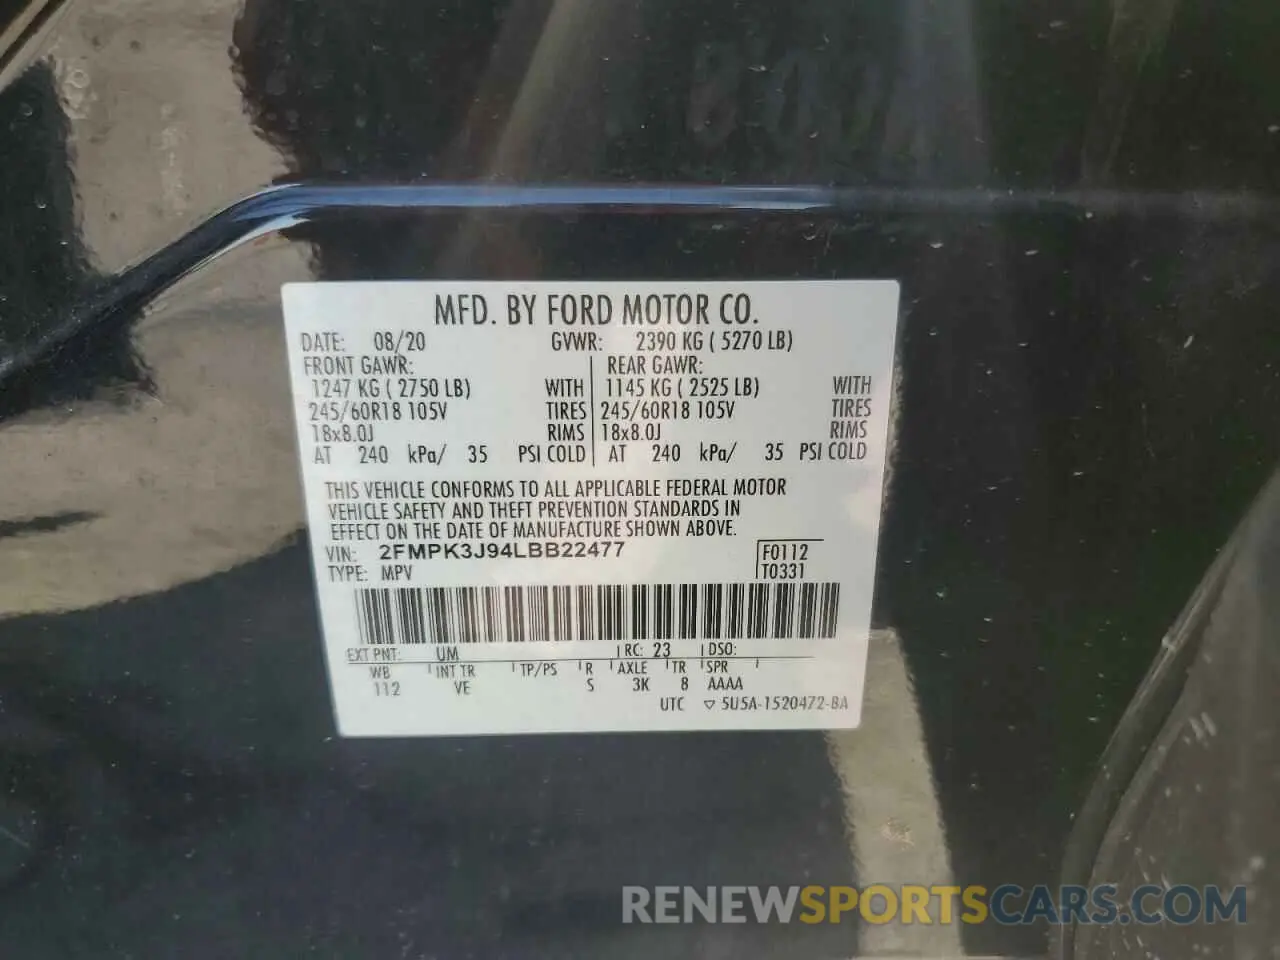 MFD. BY FORD MOTOR CO.
DATE: 08/20 GVWR: 2390 KG ( 5270 LB)
FRONT GAWR: REAR GAWR:
1247 KG ( 2750 LB) WITH 1145 KG ( 2525 LB) WITH
245/60R18 105V TIRES 245/60R18 105V TIRES
18x8.0J RIMS 18x8.0J RIMS
AT 240 kPa/ 35 PSI COLD AT 240 kPa/ 35 PSI COLD
THIS VEHICLE CONFORMS TO ALL APPLICABLE FEDERAL MOTOR
VEHICLE SAFETY AND THEFT PREVENTION STANDARDS IN
EFFECT ON THE DATE OF MANUFACTURE SHOWN ABOVE.
VIN: 2FMPK3J94LBB22477 F0112
TYPE: MPV T0331
EXT PNT: UM RC: 23 DSO:
WB INT TR TP/PS R AXLE TR SPR
112 VE S 3K 8 AAAA
UTC ▽ 5U5A-1520472-BA
RENEWSPORTSCARS.COM